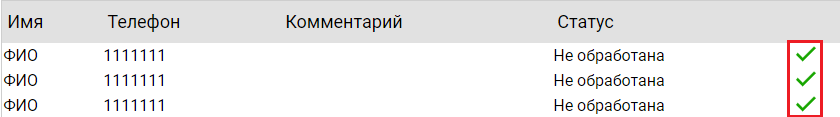 Имя Телефон Комментарий Статус
ФИО 1111111 Не обработана
ФИО 1111111 Не обработана
ФИО 1111111 Не обработана